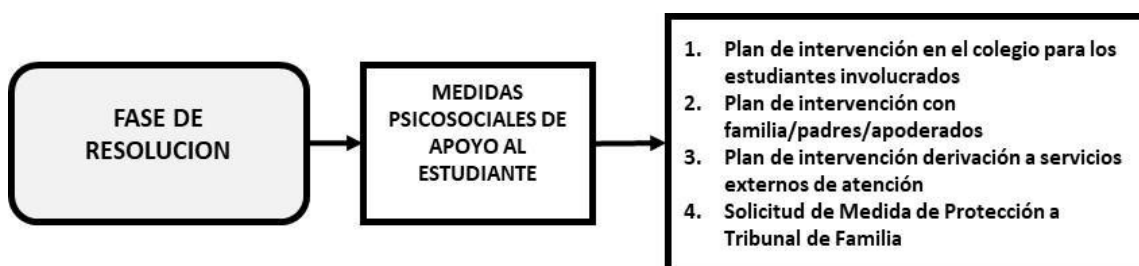 FASE DE
RESOLUCION
MEDIDAS
PSICOSOCIALES DE
APOYO AL
ESTUDIANTE
1. Plan de intervención en el colegio para los
estudiantes involucrados
2. Plan de intervención con
familia/padres/apoderados
3. Plan de intervención derivación a servicios
externos de atención
4. Solicitud de Medida de Protección a
Tribunal de Familia